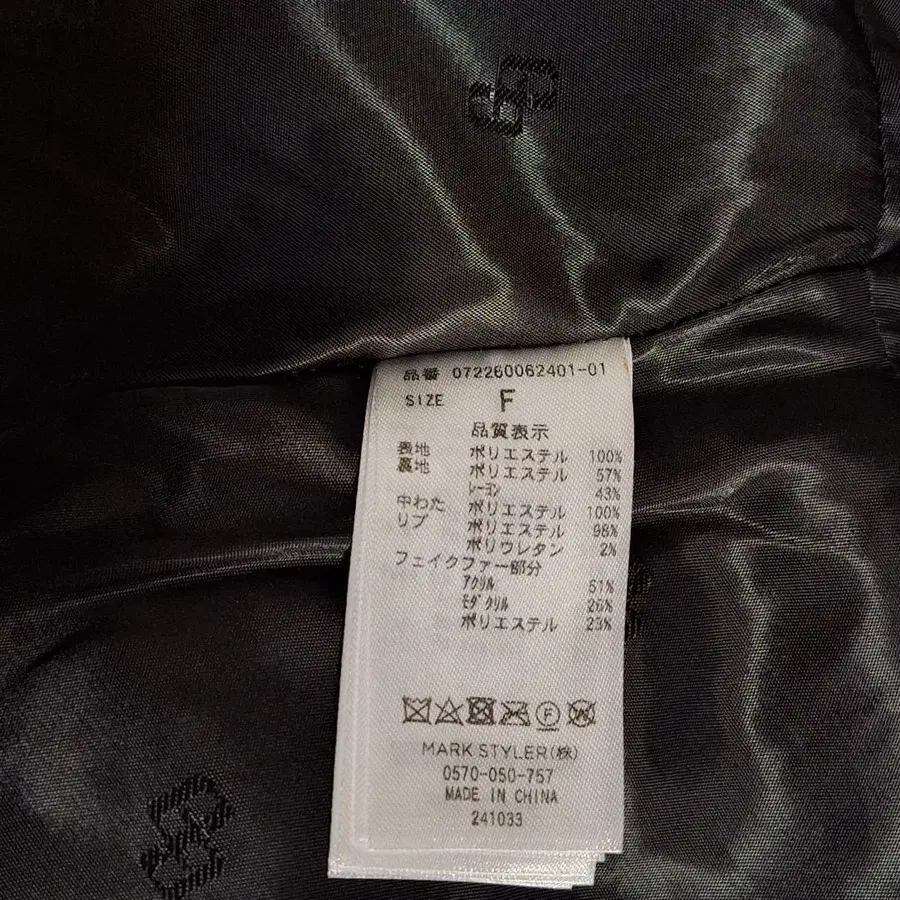 品番 072260062401-01
SIZE F
品質表示
表地 ポリエステル 100%
裏地 ポリエステル 57%
レーヨン 43%
中わた ポリエステル 100%
リブ ポリエステル 98%
ポリウレタン 2%
フェイクファー部分
アクリル 51%
モダクリル 26%
ポリエステル 23%
MARK STYLER(株)
0570-050-757
MADE IN CHINA
241033